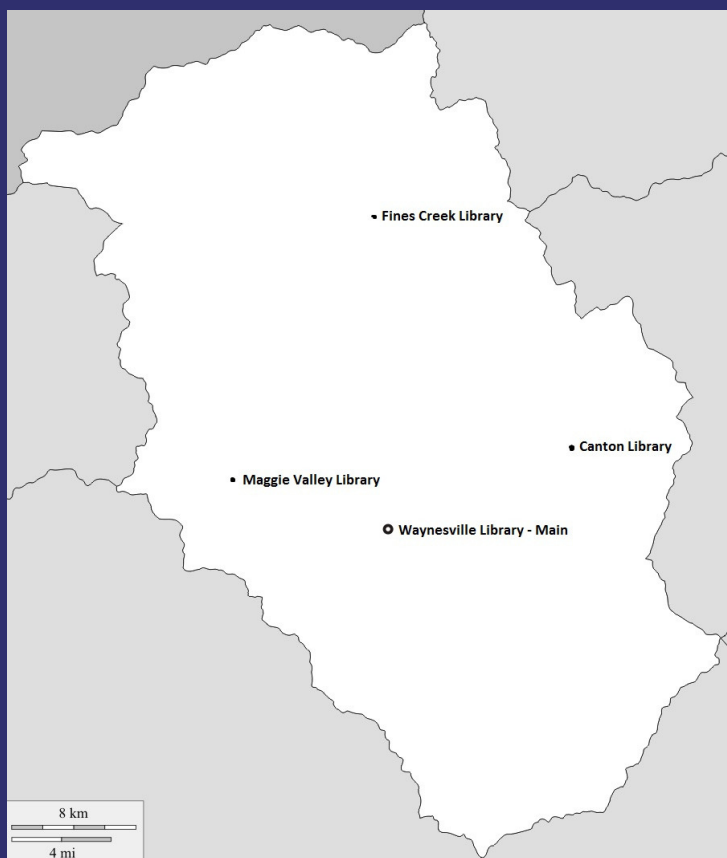 Fines Creek Library
Canton Library
Maggie Valley Library
Waynesville Library - Main
8 km
4 mi